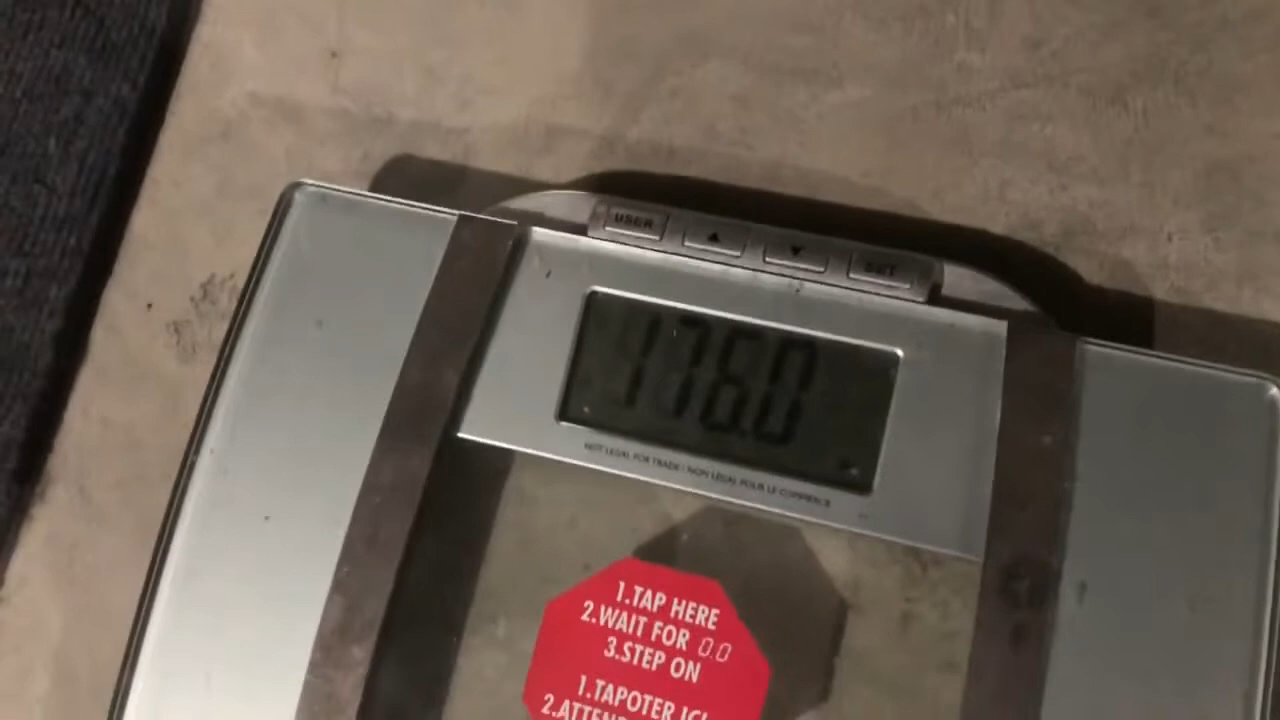 USER ▲ ▼ SET
176.0
NOT LEGAL FOR TRADE / NON LEGAL POUR LE COMMERCE
1.TAP HERE
2.WAIT FOR 0.0
3.STEP ON
1.TAPOTER ICI